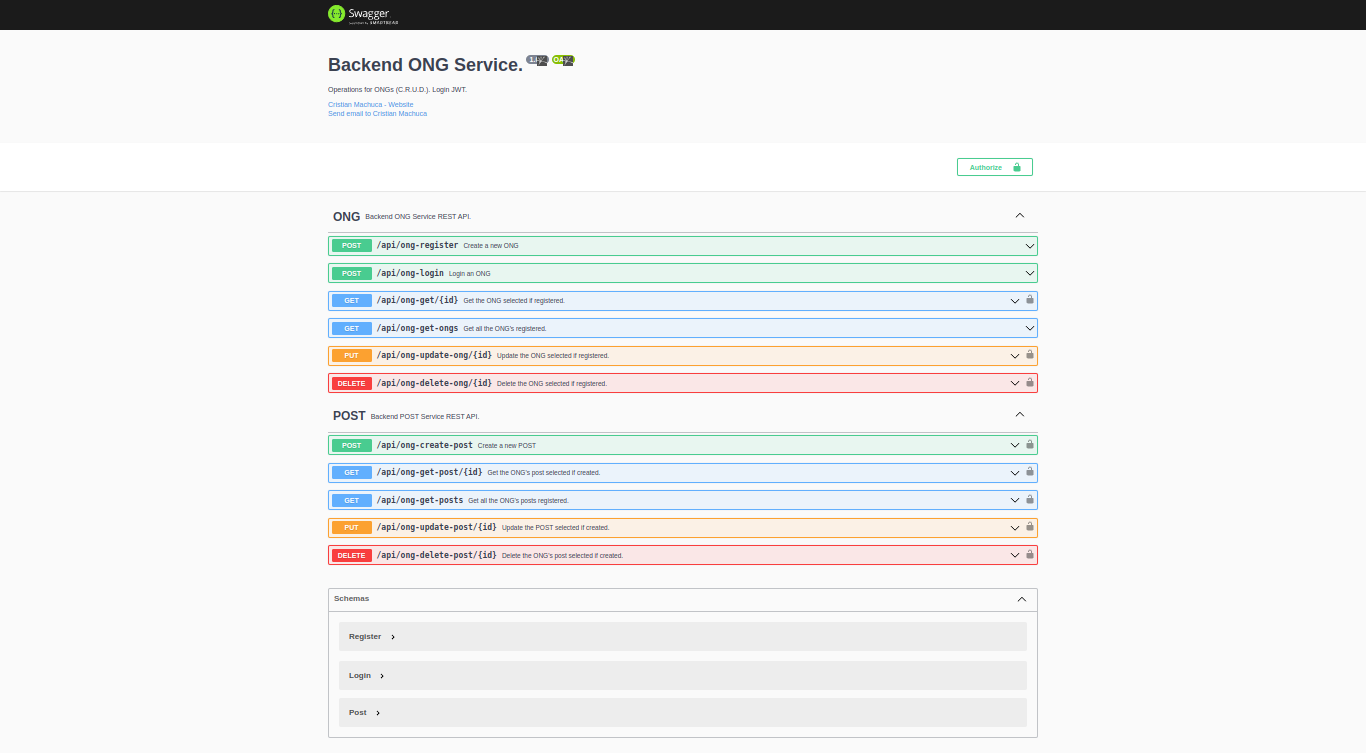 Swagger
Supported by SMARTBEAR
Backend ONG Service.
Operations for ONGs (C.R.U.D.). Login JWT.
Cristian Machuca - Website
Send email to Cristian Machuca
Authorize
ONG Backend ONG Service REST API.
POST /api/ong-register Create a new ONG
POST /api/ong-login Login an ONG
GET /api/ong-get/{id} Get the ONG selected if registered.
GET /api/ong-get-ongs Get all the ONG's registered.
PUT /api/ong-update-ong/{id} Update the ONG selected if registered.
DELETE /api/ong-delete-ong/{id} Delete the ONG selected if registered.
POST Backend POST Service REST API.
POST /api/ong-create-post Create a new POST
GET /api/ong-get-post/{id} Get the ONG's post selected if created.
GET /api/ong-get-posts Get all the ONG's posts registered.
PUT /api/ong-update-post/{id} Update the POST selected if created.
DELETE /api/ong-delete-post/{id} Delete the ONG's post selected if created.
Schemas
Register
Login
Post